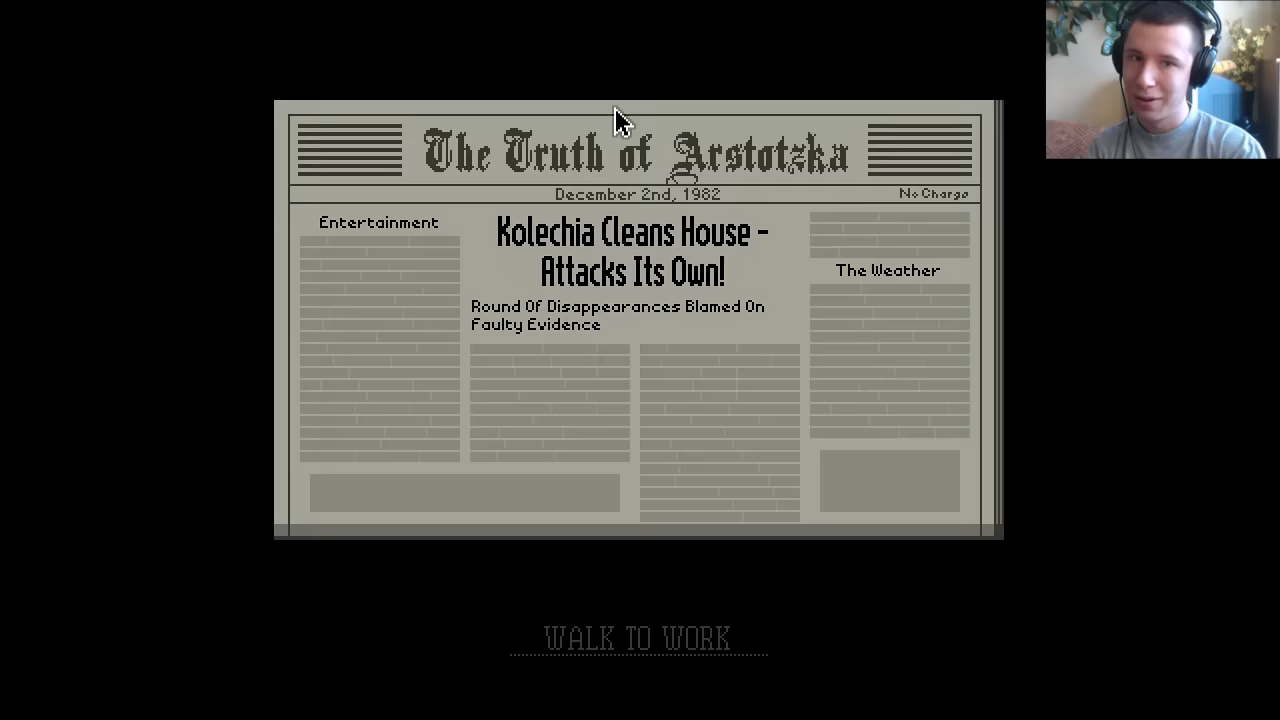 The Truth of Arstotzka
December 2nd, 1982
No Charge
Entertainment
Kolechia Cleans House -
Attacks Its Own!
Round Of Disappearances Blamed On
Faulty Evidence
The Weather
WALK TO WORK